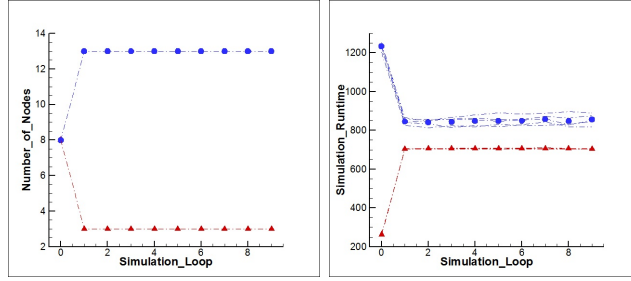 14
12
10
8
6
4
2
Number_of_Nodes
0 2 4 6 8
Simulation_Loop
1200
1000
800
600
400
200
Simulation_Runtime
0 2 4 6 8
Simulation_Loop